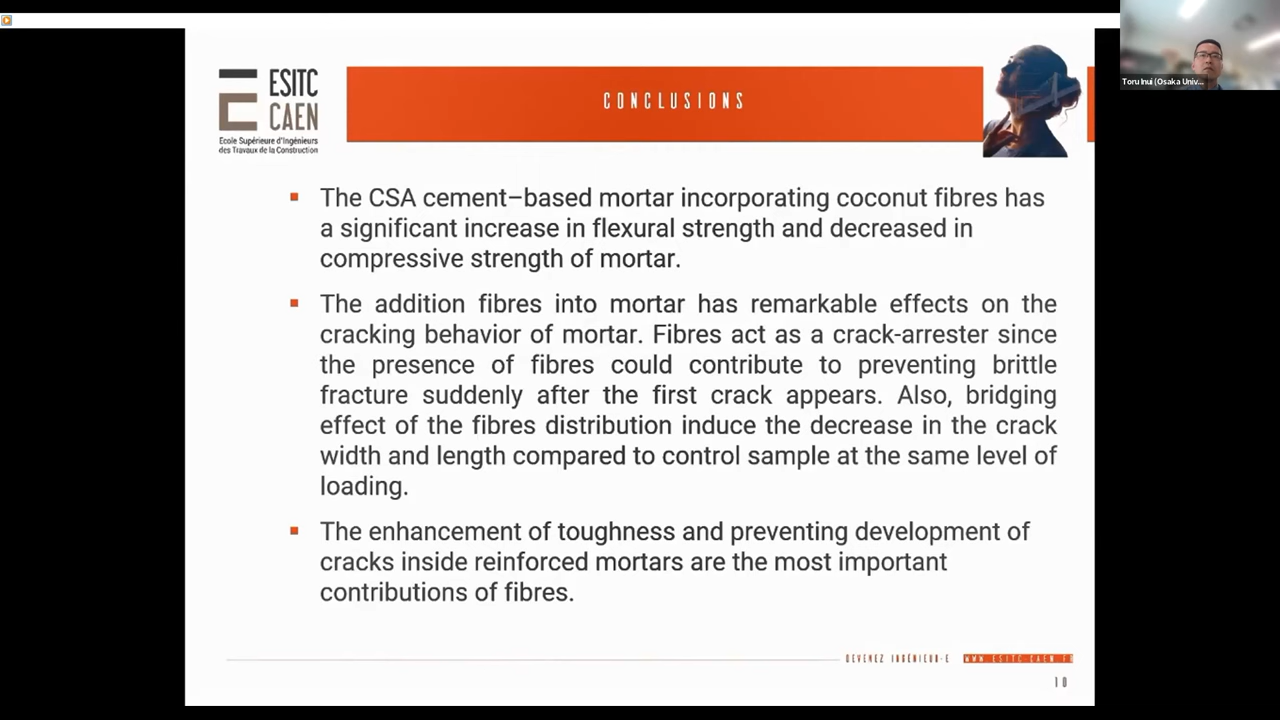 Toru Inui (Osaka Univ...
ESITC
CAEN
Ecole Supérieure d'Ingénieurs
des Travaux de la Construction
CONCLUSIONS
▪ The CSA cement–based mortar incorporating coconut fibres has
a significant increase in flexural strength and decreased in
compressive strength of mortar.
▪ The addition fibres into mortar has remarkable effects on the
cracking behavior of mortar. Fibres act as a crack-arrester since
the presence of fibres could contribute to preventing brittle
fracture suddenly after the first crack appears. Also, bridging
effect of the fibres distribution induce the decrease in the crack
width and length compared to control sample at the same level of
loading.
▪ The enhancement of toughness and preventing development of
cracks inside reinforced mortars are the most important
contributions of fibres.
DEVENEZ INGÉNIEUR·E WWW.ESITC-CAEN.FR
10